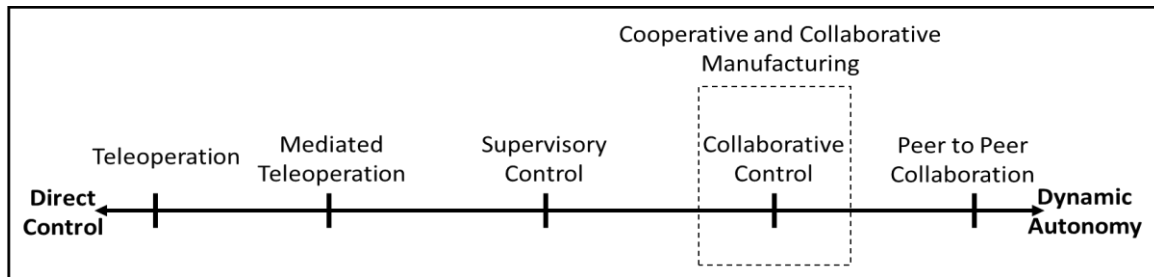 Cooperative and Collaborative
Manufacturing
Teleoperation
Mediated
Teleoperation
Supervisory
Control
Collaborative
Control
Peer to Peer
Collaboration
Direct
Control
Dynamic
Autonomy